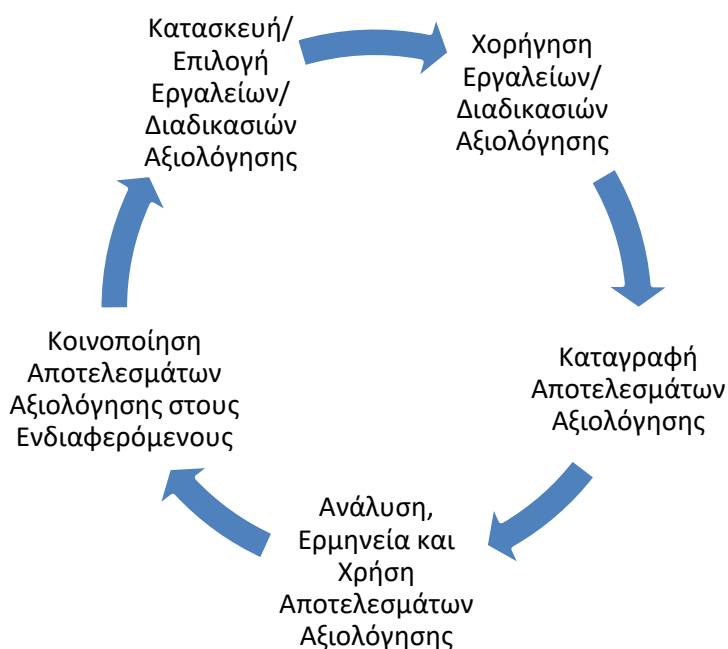 Κατασκευή/
Επιλογή
Εργαλείων/
Διαδικασιών
Αξιολόγησης
Χορήγηση
Εργαλείων/
Διαδικασιών
Αξιολόγησης
Καταγραφή
Αποτελεσμάτων
Αξιολόγησης
Ανάλυση,
Ερμηνεία και
Χρήση
Αποτελεσμάτων
Αξιολόγησης
Κοινοποίηση
Αποτελεσμάτων
Αξιολόγησης στους
Ενδιαφερόμενους